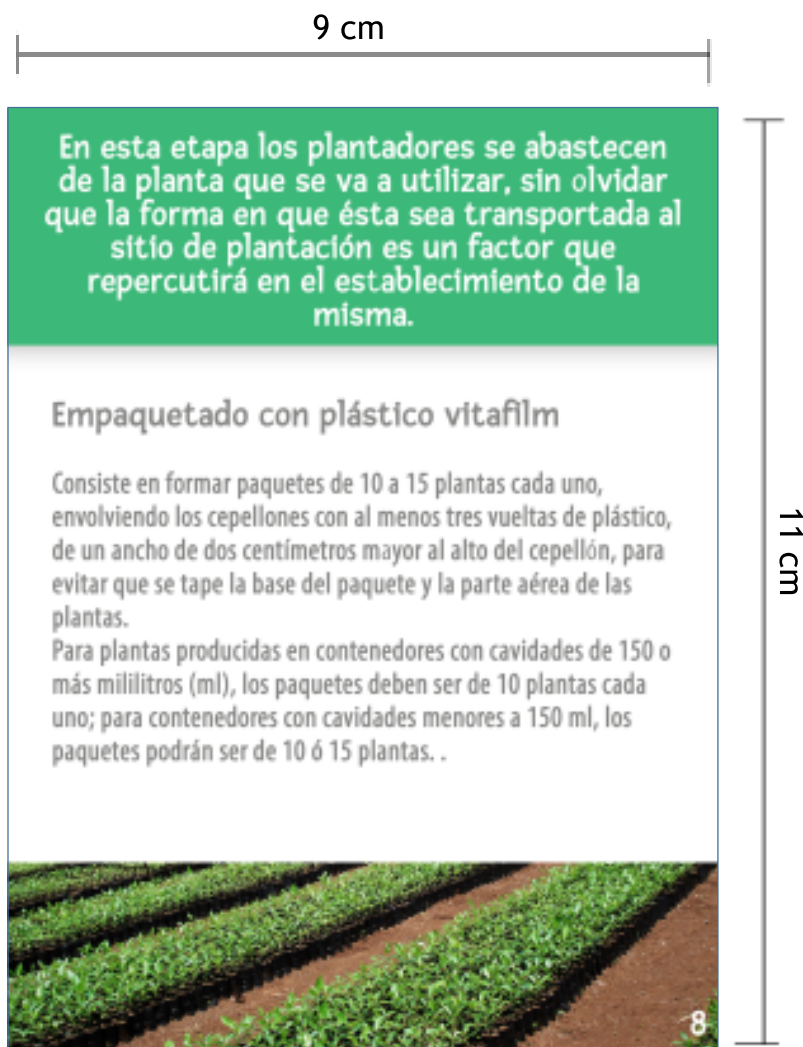 9 cm
En esta etapa los plantadores se abastecen
de la planta que se va a utilizar, sin olvidar
que la forma en que ésta sea transportada al
sitio de plantación es un factor que
repercutirá en el establecimiento de la
misma.
11 cm
Empaquetado con plástico vitafilm
Consiste en formar paquetes de 10 a 15 plantas cada uno,
envolviendo los cepellones con al menos tres vueltas de plástico,
de un ancho de dos centímetros mayor al alto del cepellón, para
evitar que se tape la base del paquete y la parte aérea de las
plantas.
Para plantas producidas en contenedores con cavidades de 150 o
más mililitros (ml), los paquetes deben ser de 10 plantas cada
uno; para contenedores con cavidades menores a 150 ml, los
paquetes podrán ser de 10 ó 15 plantas. .
8